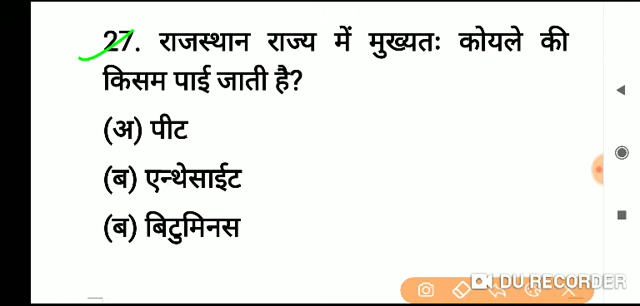 27. राजस्थान राज्य में मुख्यतः कोयले की
किसम पाई जाती है?
(अ) पीट
(ब) एन्थेसाईट
(ब) बिटुमिनस
DU RECORDER